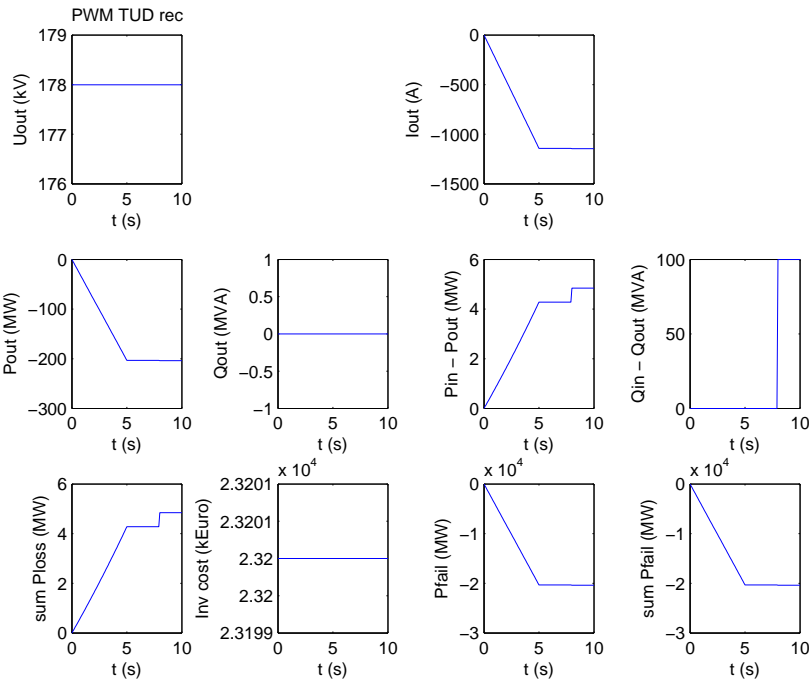 PWM TUD rec
179
178
177
176
Uout (kV)
0 5 10
t (s)
0
−500
−1000
−1500
Iout (A)
0 5 10
t (s)
0
−100
−200
−300
Pout (MW)
0 5 10
t (s)
1
0.5
0
−0.5
−1
Qout (MVA)
0 5 10
t (s)
6
4
2
0
Pin − Pout (MW)
0 5 10
t (s)
100
50
0
Qin − Qout (MVA)
0 5 10
t (s)
6
4
2
0
sum Ploss (MW)
0 5 10
t (s)
x 10^4
2.3201
2.3201
2.32
2.32
2.3199
Inv cost (kEuro)
0 5 10
t (s)
x 10^4
0
−1
−2
−3
Pfail (MW)
0 5 10
t (s)
x 10^4
0
−1
−2
−3
sum Pfail (MW)
0 5 10
t (s)